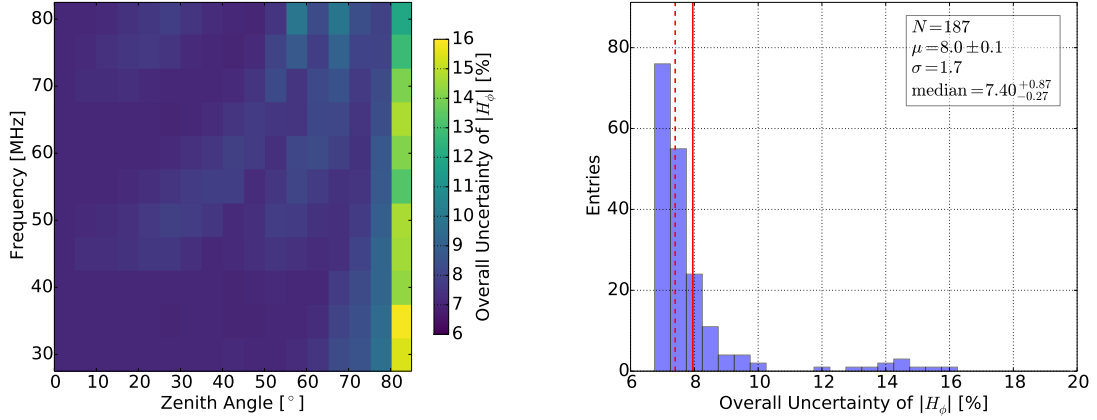 80
70
60
50
40
30
Frequency [MHz]
0 10 20 30 40 50 60 70 80
Zenith Angle [°]
16
15
14
13
12
11
10
9
8
7
6
Overall Uncertainty of |H_ϕ| [%]
N=187
μ=8.0±0.1
σ=1.7
median=7.40^{+0.87}_{-0.27}
80
60
40
20
0
Entries
6 8 10 12 14 16 18 20
Overall Uncertainty of |H_ϕ| [%]